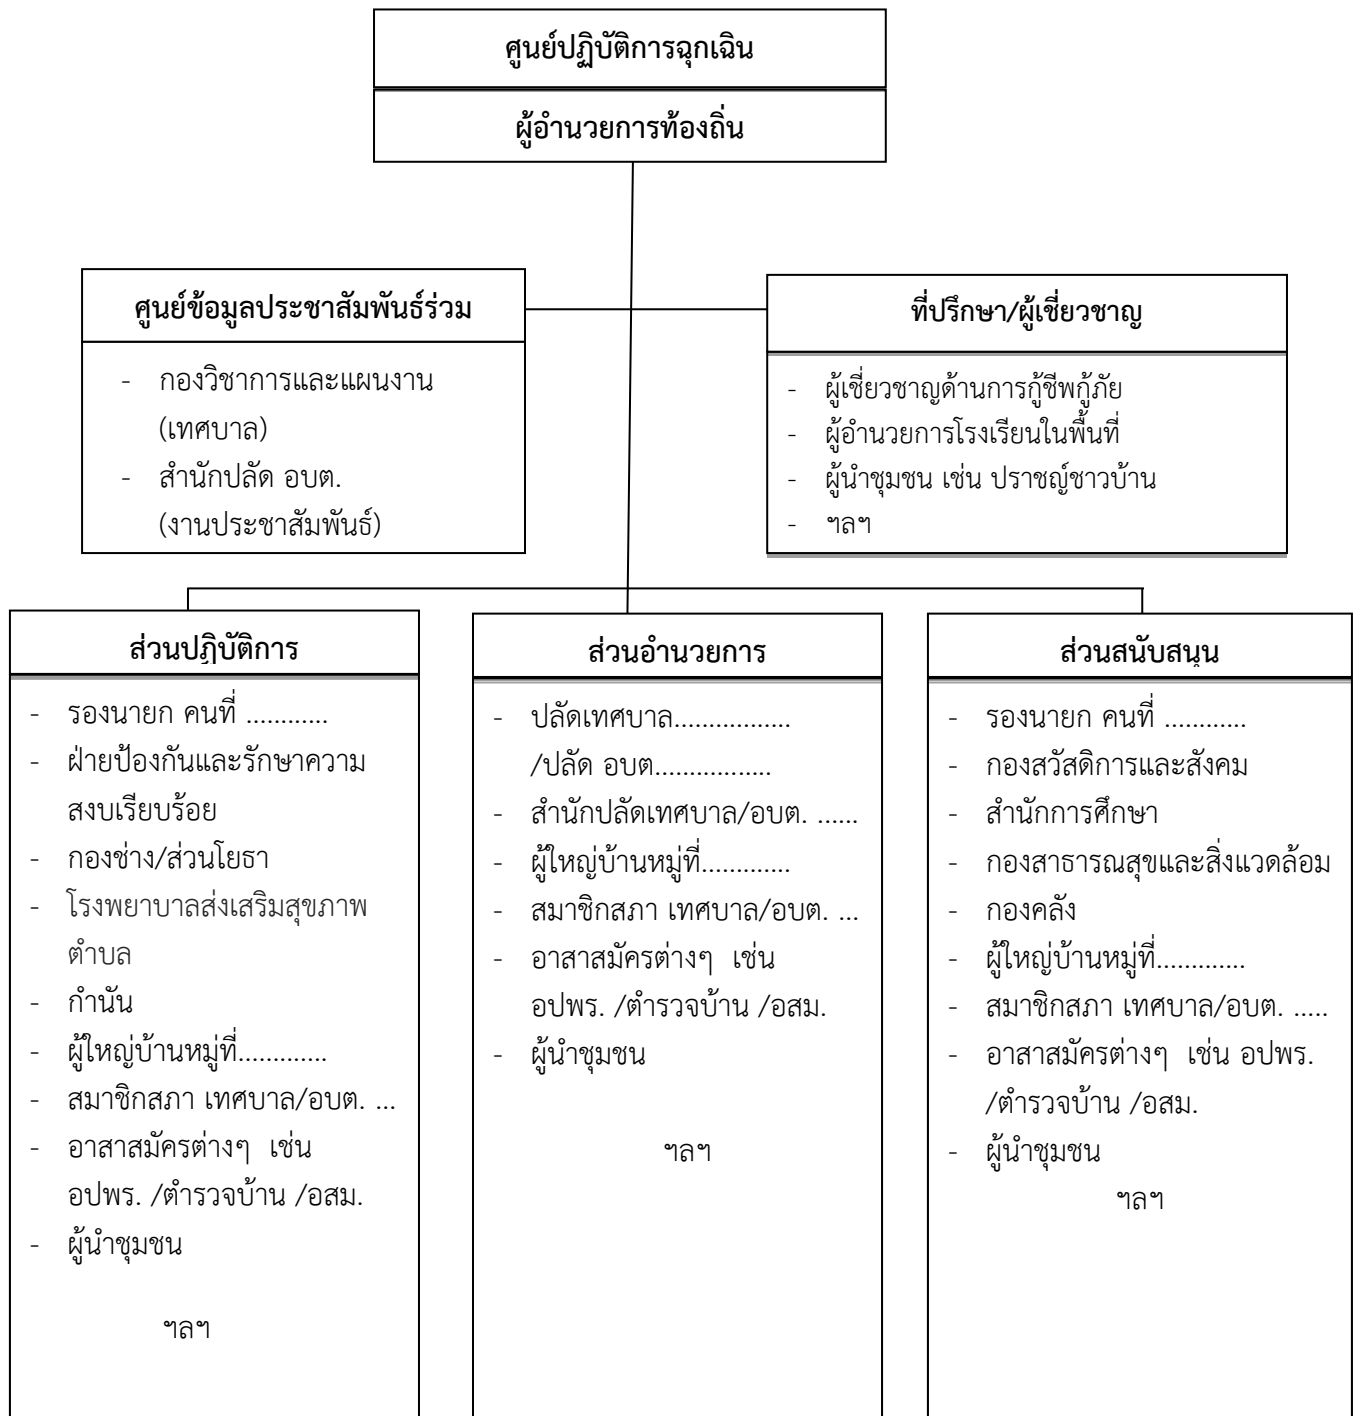 ศูนย์ปฏิบัติการฉุกเฉิน
ผู้อำนวยการท้องถิ่น
ศูนย์ข้อมูลประชาสัมพันธ์ร่วม
- กองวิชาการและแผนงาน
(เทศบาล)
- สำนักปลัด อบต.
(งานประชาสัมพันธ์)
ที่ปรึกษา/ผู้เชี่ยวชาญ
- ผู้เชี่ยวชาญด้านการกู้ชีพกู้ภัย
- ผู้อำนวยการโรงเรียนในพื้นที่
- ผู้นำชุมชน เช่น ปราชญ์ชาวบ้าน
- ฯลฯ
ส่วนปฏิบัติการ
- รองนายก คนที่ ............
- ฝ่ายป้องกันและรักษาความ
สงบเรียบร้อย
- กองช่าง/ส่วนโยธา
- โรงพยาบาลส่งเสริมสุขภาพ
ตำบล
- กำนัน
- ผู้ใหญ่บ้านหมู่ที่.............
- สมาชิกสภา เทศบาล/อบต. ...
- อาสาสมัครต่างๆ เช่น
อปพร. /ตำรวจบ้าน /อสม.
- ผู้นำชุมชน
ฯลฯ
ส่วนอำนวยการ
- ปลัดเทศบาล.................
/ปลัด อบต.................
- สำนักปลัดเทศบาล/อบต. ......
- ผู้ใหญ่บ้านหมู่ที่.............
- สมาชิกสภา เทศบาล/อบต. ...
- อาสาสมัครต่างๆ เช่น
อปพร. /ตำรวจบ้าน /อสม.
- ผู้นำชุมชน
ฯลฯ
ส่วนสนับสนุน
- รองนายก คนที่ ............
- กองสวัสดิการและสังคม
- สำนักการศึกษา
- กองสาธารณสุขและสิ่งแวดล้อม
- กองคลัง
- ผู้ใหญ่บ้านหมู่ที่.............
- สมาชิกสภา เทศบาล/อบต. .....
- อาสาสมัครต่างๆ เช่น อปพร.
/ตำรวจบ้าน /อสม.
- ผู้นำชุมชน
ฯลฯ